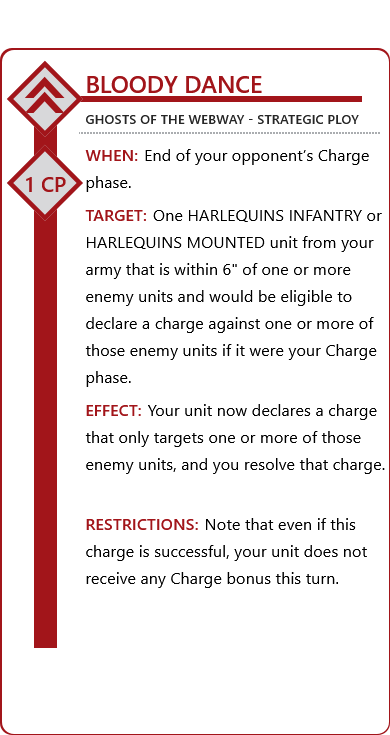 BLOODY DANCE
GHOSTS OF THE WEBWAY - STRATEGIC PLOY
WHEN: End of your opponent’s Charge
1 CP
phase.
TARGET: One HARLEQUINS INFANTRY or
HARLEQUINS MOUNTED unit from your
army that is within 6" of one or more
enemy units and would be eligible to
declare a charge against one or more of
those enemy units if it were your Charge
phase.
EFFECT: Your unit now declares a charge
that only targets one or more of those
enemy units, and you resolve that charge.
RESTRICTIONS: Note that even if this
charge is successful, your unit does not
receive any Charge bonus this turn.